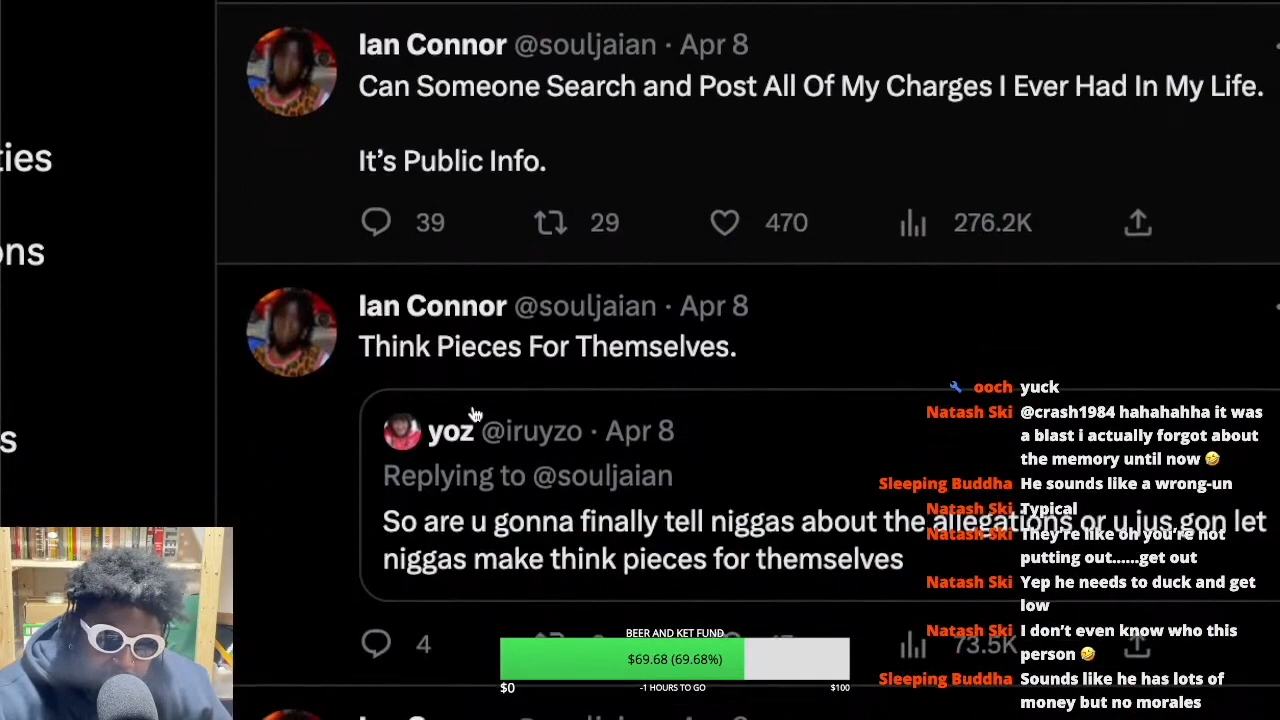 Ian Connor @souljaian · Apr 8
Can Someone Search and Post All Of My Charges I Ever Had In My Life.
It’s Public Info.
39 29 470 276.2K
ties
ons
s
Ian Connor @souljaian · Apr 8
Think Pieces For Themselves.
yoz @iruyzo · Apr 8
Replying to @souljaian
So are u gonna finally tell niggas about the allegations or u jus gon let
niggas make think pieces for themselves
4 73.5K
ooch yuck
Natash Ski @crash1984 hahahahha it was
a blast i actually forgot about
the memory until now 🤣
Sleeping Buddha He sounds like a wrong-un
Natash Ski Typical
Natash Ski They’re like oh you’re not
putting out......get out
Natash Ski Yep he needs to duck and get
low
Natash Ski I don’t even know who this
person 🤣
Sleeping Buddha Sounds like he has lots of
money but no morales
BEER AND KET FUND
$69.68 (69.68%)
$0 -1 HOURS TO GO $100